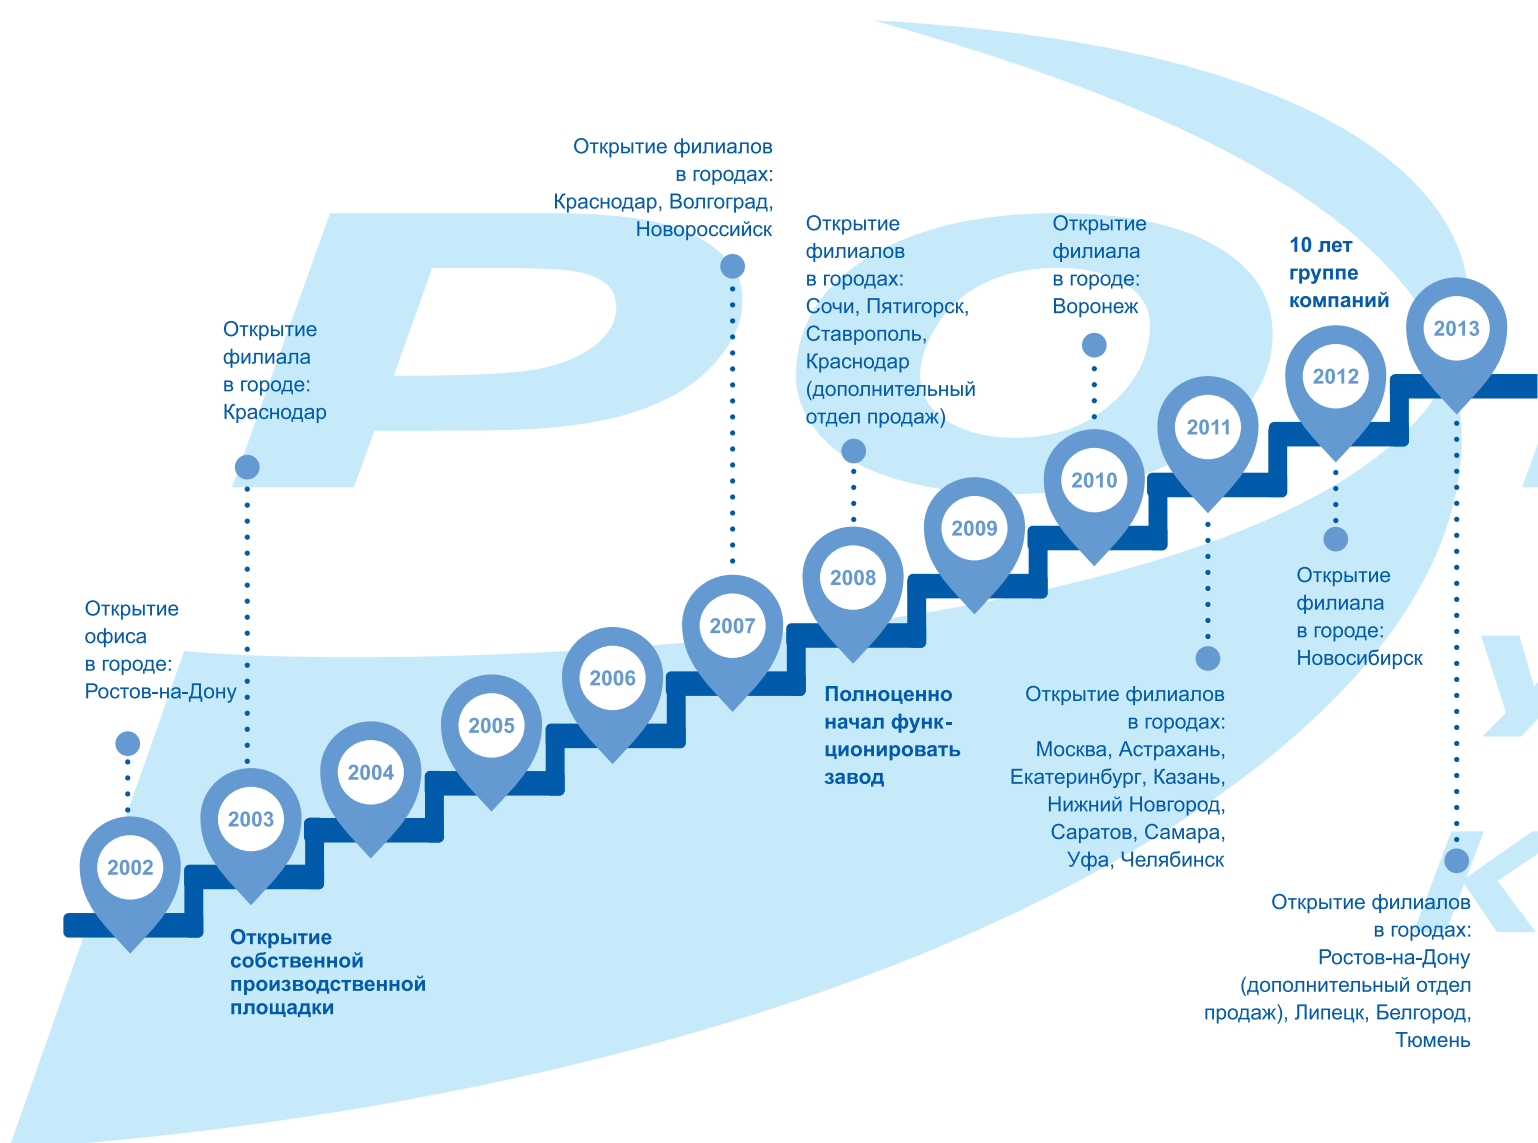 Открытие
офиса
в городе:
Ростов-на-Дону
2002
Открытие
филиала
в городе:
Краснодар
2003
Открытие
собственной
производственной
площадки
2004
2005
2006
Открытие филиалов
в городах:
Краснодар, Волгоград,
Новороссийск
2007
Открытие
филиалов
в городах:
Сочи, Пятигорск,
Ставрополь,
Краснодар
(дополнительный
отдел продаж)
2008
Полноценно
начал функ-
ционировать
завод
2009
Открытие
филиала
в городе:
Воронеж
2010
2011
Открытие филиалов
в городах:
Москва, Астрахань,
Екатеринбург, Казань,
Нижний Новгород,
Саратов, Самара,
Уфа, Челябинск
10 лет
группе
компаний
2012
Открытие
филиала
в городе:
Новосибирск
2013
Открытие филиалов
в городах:
Ростов-на-Дону
(дополнительный отдел
продаж), Липецк, Белгород,
Тюмень